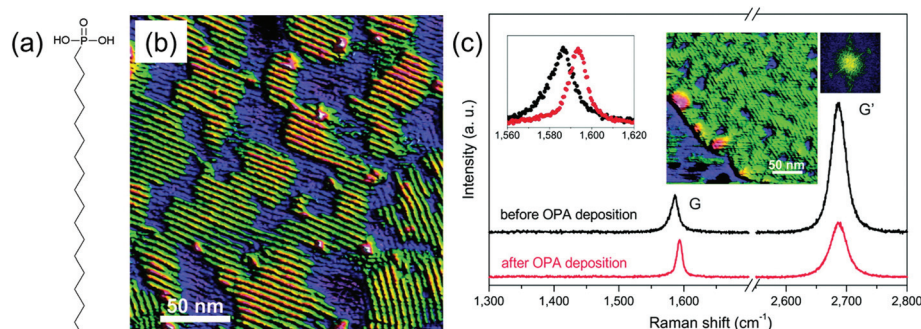 (a)
O
HO-P-OH
(b)
50 nm
(c)
Intensity (a. u.)
1,560 1,580 1,600 1,620
50 nm
G'
G
before OPA deposition
after OPA deposition
1,300 1,400 1,500 1,600 2,600 2,700 2,800
Raman shift (cm⁻¹)